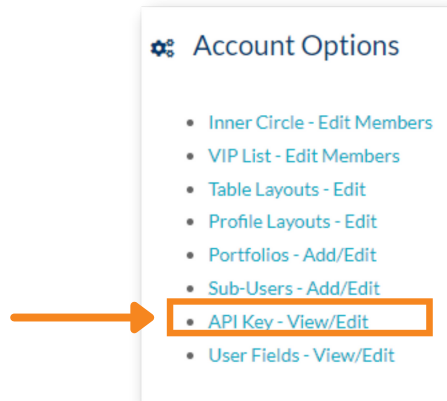 Account Options
Inner Circle - Edit Members
VIP List - Edit Members
Table Layouts - Edit
Profile Layouts - Edit
Portfolios - Add/Edit
Sub-Users - Add/Edit
API Key - View/Edit
User Fields - View/Edit